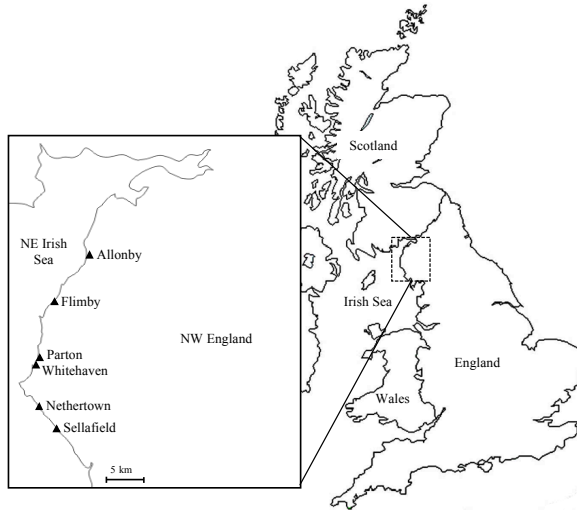 Scotland
NE Irish
Sea
Allonby
Flimby
Irish Sea
NW England
Parton
Whitehaven
England
Wales
Nethertown
Sellafield
5 km